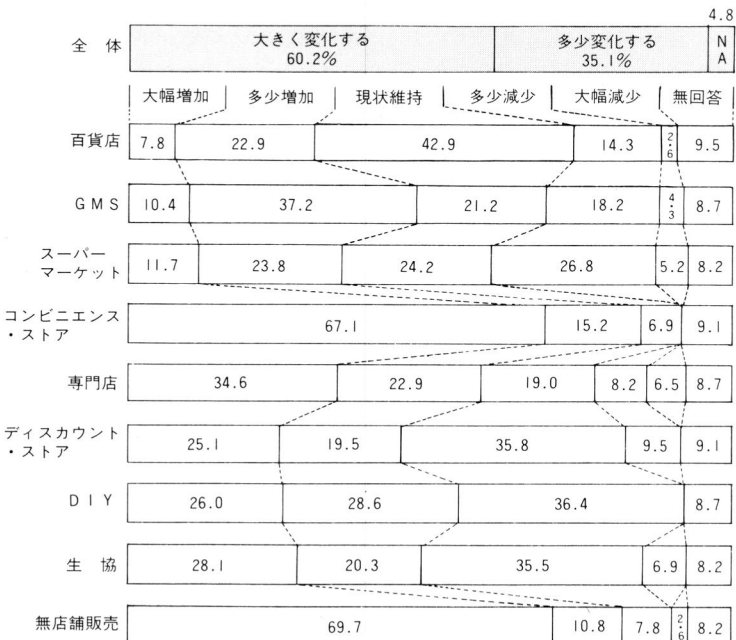 4.8
全体 大きく変化する 多少変化する N
60.2% 35.1% A
大幅増加 多少増加 現状維持 多少減少 大幅減少 無回答
百貨店 7.8 22.9 42.9 14.3 2.6 9.5
GMS 10.4 37.2 21.2 18.2 4.3 8.7
スーパー
マーケット 11.7 23.8 24.2 26.8 5.2 8.2
コンビニエンス
・ストア 67.1 15.2 6.9 9.1
専門店 34.6 22.9 19.0 8.2 6.5 8.7
ディスカウント
・ストア 25.1 19.5 35.8 9.5 9.1
DIY 26.0 28.6 36.4 8.7
生協 28.1 20.3 35.5 6.9 8.2
無店舗販売 69.7 10.8 7.8 2.6 8.2